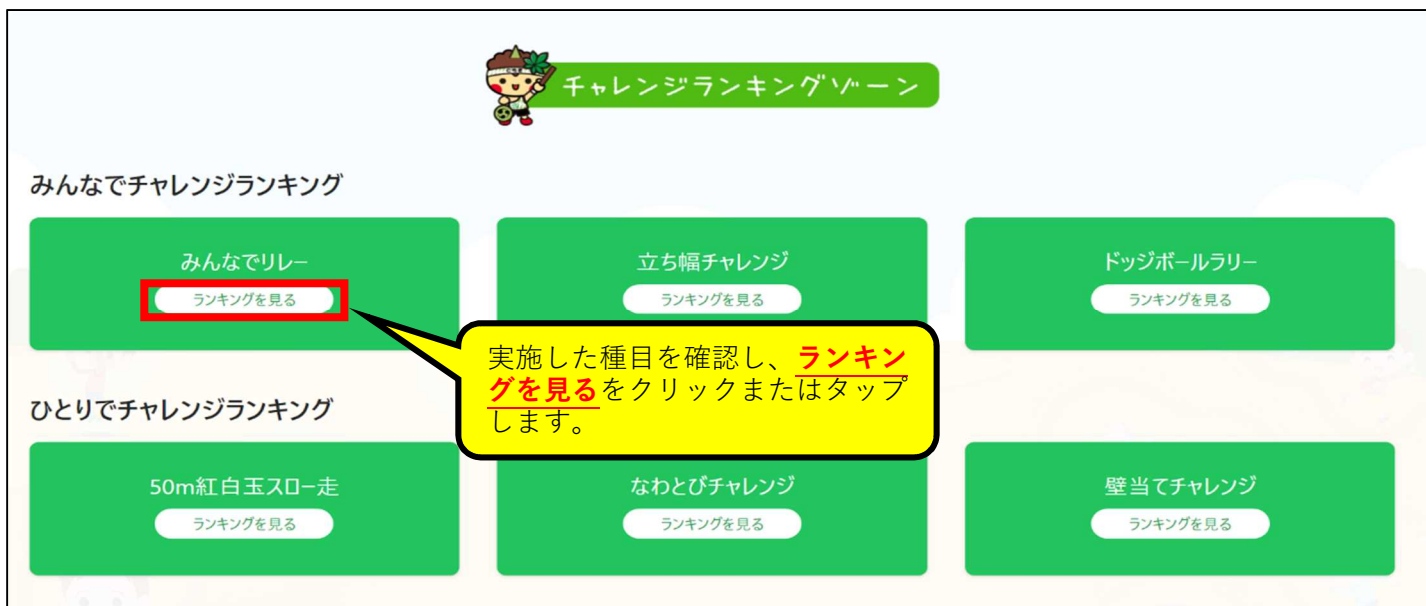 チャレンジランキングゾーン
みんなでチャレンジランキング
みんなでリレー
ランキングを見る
立ち幅チャレンジ
ランキングを見る
ドッジボールラリー
ランキングを見る
実施した種目を確認し、ランキン
グを見るをクリックまたはタップ
します。
ひとりでチャレンジランキング
50m紅白玉スロー走
ランキングを見る
なわとびチャレンジ
ランキングを見る
壁当てチャレンジ
ランキングを見る